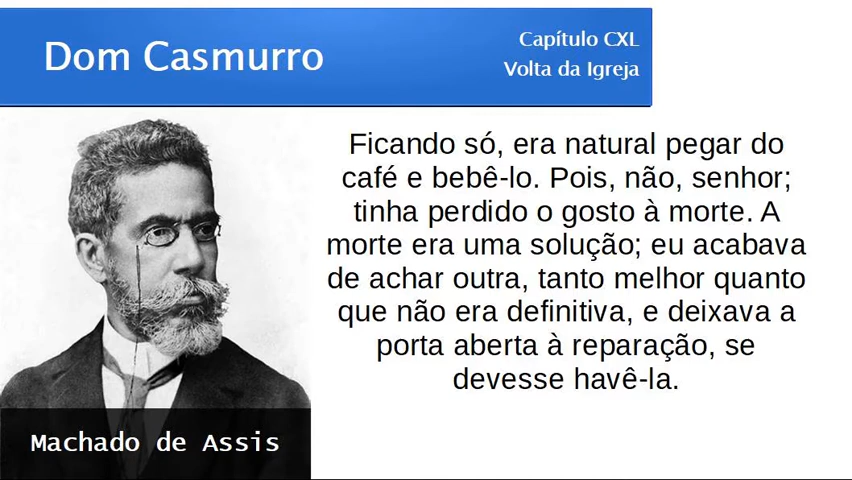 Dom Casmurro
Capítulo CXL
Volta da Igreja
Ficando só, era natural pegar do
café e bebê-lo. Pois, não, senhor;
tinha perdido o gosto à morte. A
morte era uma solução; eu acabava
de achar outra, tanto melhor quanto
que não era definitiva, e deixava a
porta aberta à reparação, se
devesse havê-la.
Machado de Assis